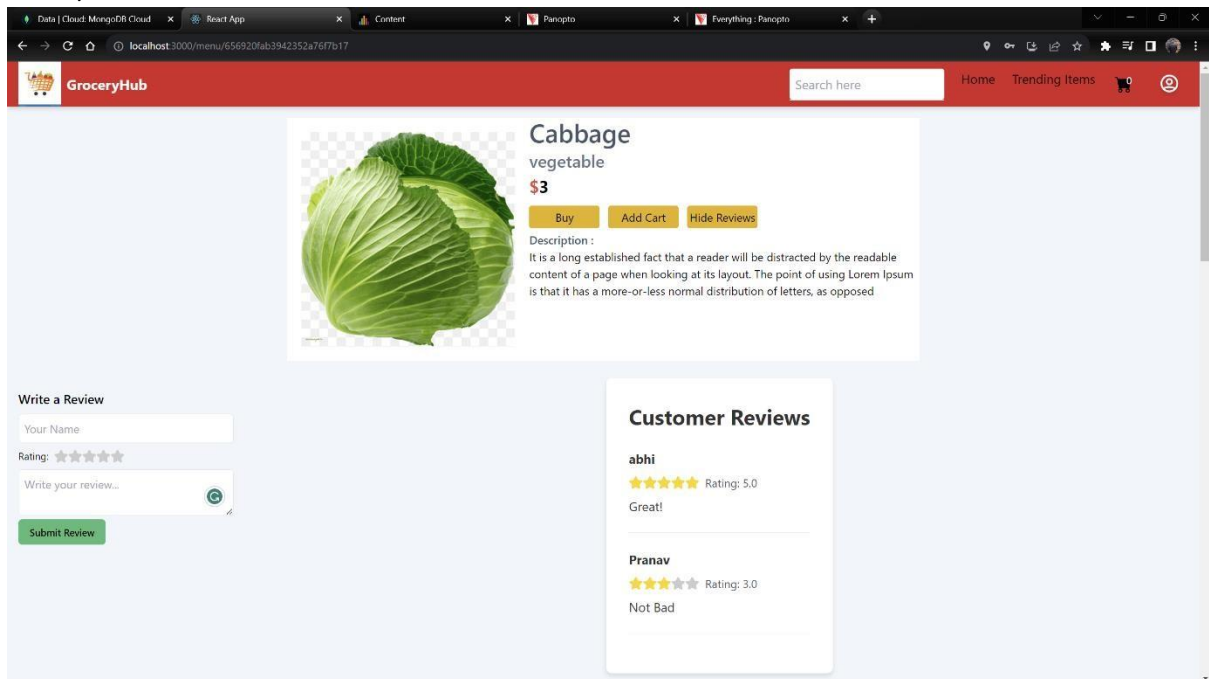 Data | Cloud: MongoDB Cloud
React App
Content
Panopto
Everything : Panopto
localhost:3000/menu/656920fab3942352a76f7b17
GroceryHub
Search here
Home
Trending Items
0
Cabbage
vegetable
$3
Buy
Add Cart
Hide Reviews
Description :
It is a long established fact that a reader will be distracted by the readable
content of a page when looking at its layout. The point of using Lorem Ipsum
is that it has a more-or-less normal distribution of letters, as opposed
Write a Review
Your Name
Rating:
Write your review...
Submit Review
Customer Reviews
abhi
Rating: 5.0
Great!
Pranav
Rating: 3.0
Not Bad